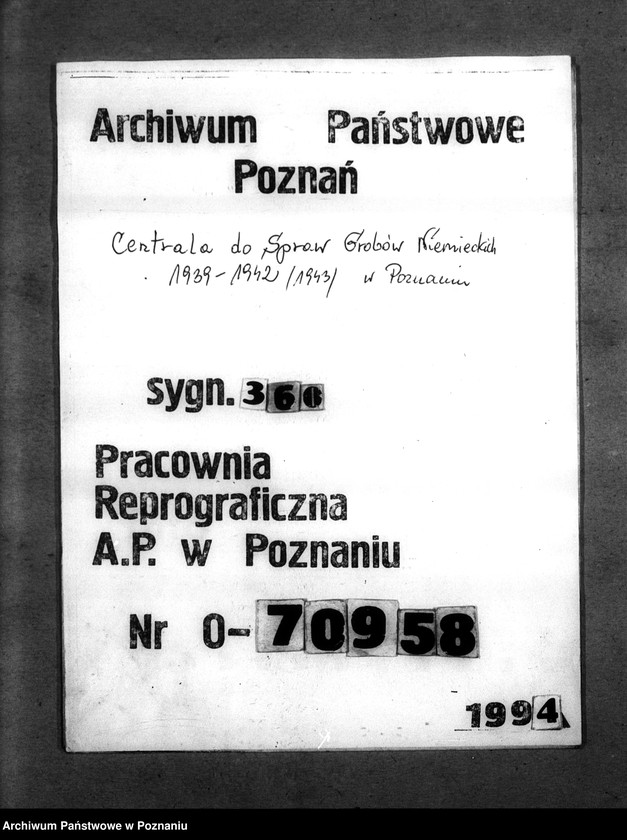 Archiwum Państwowe
Poznań
Centrala do Spraw Grobów Niemieckich
1939-1942 /1943/ w Poznaniu
sygn. 366
Pracownia
Reprograficzna
A.P. w Poznaniu
Nr 0-70958
1994
Archiwum Państwowe w Poznaniu